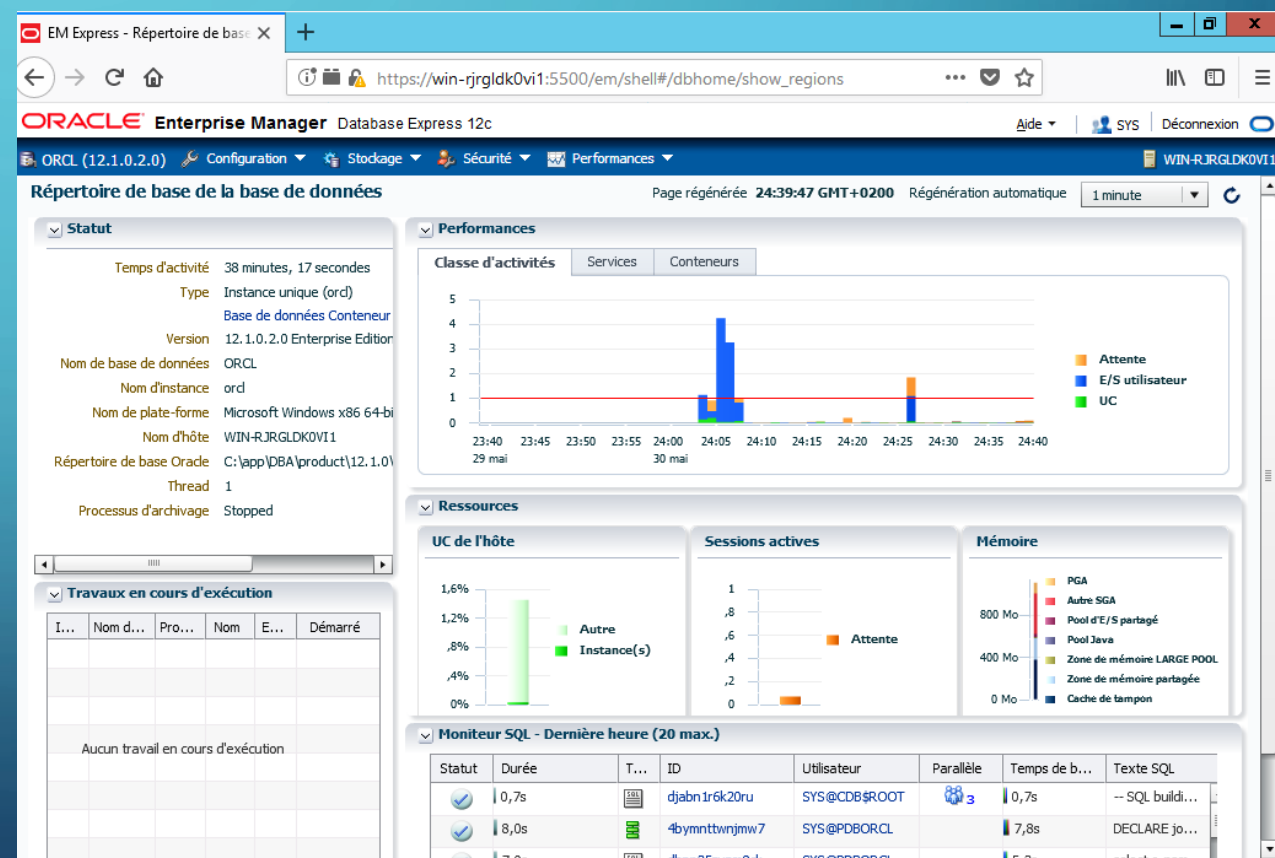 EM Express - Répertoire de base
https://win-rjrgldk0vi1:5500/em/shell#/dbhome/show_regions
ORACLE Enterprise Manager Database Express 12c
Aide
SYS
Déconnexion
ORCL (12.1.0.2.0)
Configuration
Stockage
Sécurité
Performances
WIN-RJRGLDK0VI1
Répertoire de base de la base de données
Page régénérée 24:39:47 GMT+0200
Régénération automatique
1 minute
Statut
Temps d'activité 38 minutes, 17 secondes
Type Instance unique (orcl)
Base de données Conteneur
Version 12.1.0.2.0 Enterprise Edition
Nom de base de données ORCL
Nom d'instance orcl
Nom de plate-forme Microsoft Windows x86 64-bi
Nom d'hôte WIN-RJRGLDK0VI1
Répertoire de base Oracle C:\app\DBA\product\12.1.0\
Thread 1
Processus d'archivage Stopped
Travaux en cours d'exécution
I... Nom d... Pro... Nom E... Démarré
Aucun travail en cours d'exécution
Performances
Classe d'activités Services Conteneurs
5
4
3
2
1
0
23:40 23:45 23:50 23:55 24:00 24:05 24:10 24:15 24:20 24:25 24:30 24:35 24:40
29 mai 30 mai
Attente
E/S utilisateur
UC
Ressources
UC de l'hôte
1,6%
1,2%
,8%
,4%
0%
Autre
Instance(s)
Sessions actives
1
,8
,6
,4
,2
0
Attente
Mémoire
800 Mo
400 Mo
0 Mo
PGA
Autre SGA
Pool d'E/S partagé
Pool Java
Zone de mémoire LARGE POOL
Zone de mémoire partagée
Cache de tampon
Moniteur SQL - Dernière heure (20 max.)
Statut Durée T... ID Utilisateur Parallèle Temps de b... Texte SQL
0,7s SQL djabn1r6k20ru SYS@CDB$ROOT 3 0,7s -- SQL buildi...
8,0s 4bymnttwnjmw7 SYS@PDBORCL 7,8s DECLARE jo...